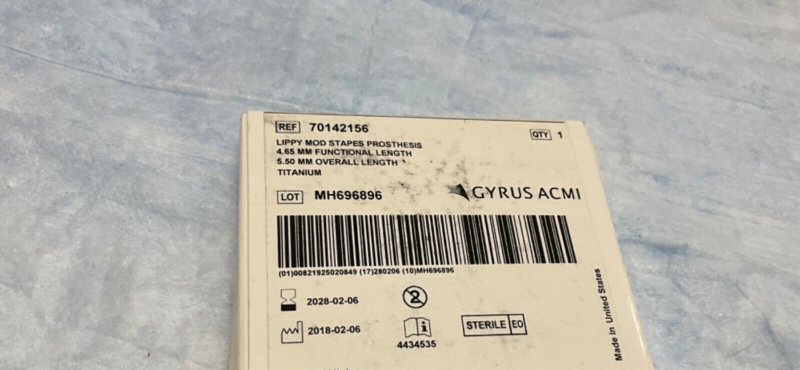 REF 70142156
QTY 1
LIPPY MOD STAPES PROSTHESIS
4.65 MM FUNCTIONAL LENGTH
5.50 MM OVERALL LENGTH
TITANIUM
LOT MH696896
GYRUS ACMI
(01)00821925020849 (17)280206 (10)MH696896
2028-02-06
2
2018-02-06
i
4434535
STERILE EO
Made In United States